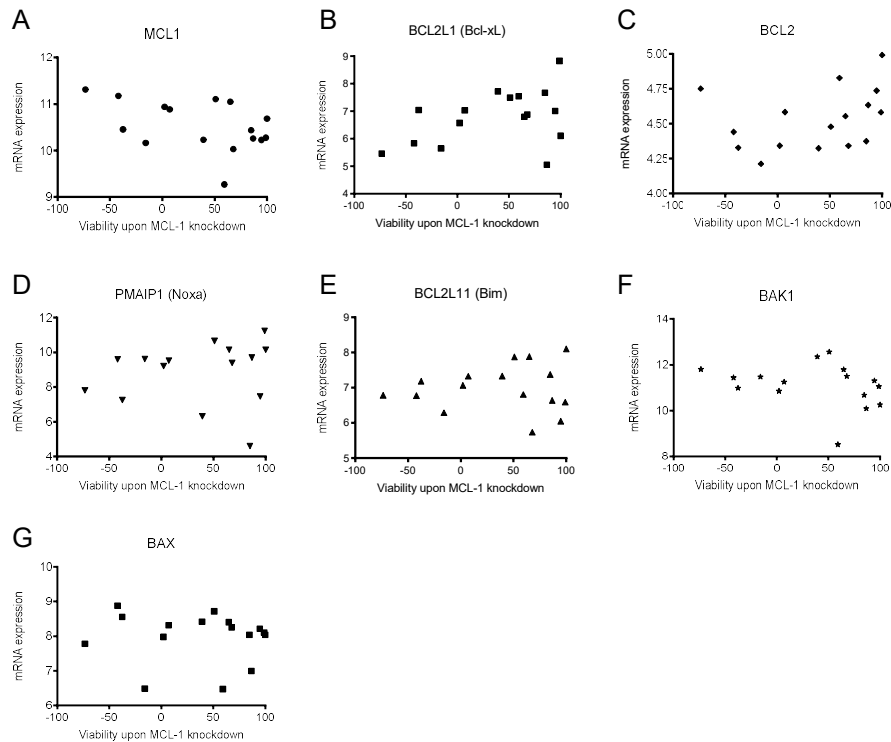 A
MCL1
12
11
10
9
mRNA expression
-100 -50 0 50 100
Viability upon MCL-1 knockdown
B
BCL2L1 (Bcl-xL)
9
8
7
6
5
4
mRNA expression
-100 -50 0 50 100
Viability upon MCL-1 knockdown
C
BCL2
5.00
4.75
4.50
4.25
4.00
mRNA expression
-100 -50 0 50 100
Viability upon MCL-1 knockdown
D
PMAIP1 (Noxa)
12
10
8
6
4
mRNA expression
-100 -50 0 50 100
Viability upon MCL-1 knockdown
E
BCL2L11 (Bim)
9
8
7
6
5
mRNA expression
-100 -50 0 50 100
Viability upon MCL-1 knockdown
F
BAK1
14
12
10
8
mRNA expression
-100 -50 0 50 100
Viability upon MCL-1 knockdown
G
BAX
10
9
8
7
6
mRNA expression
-100 -50 0 50 100
Viability upon MCL-1 knockdown